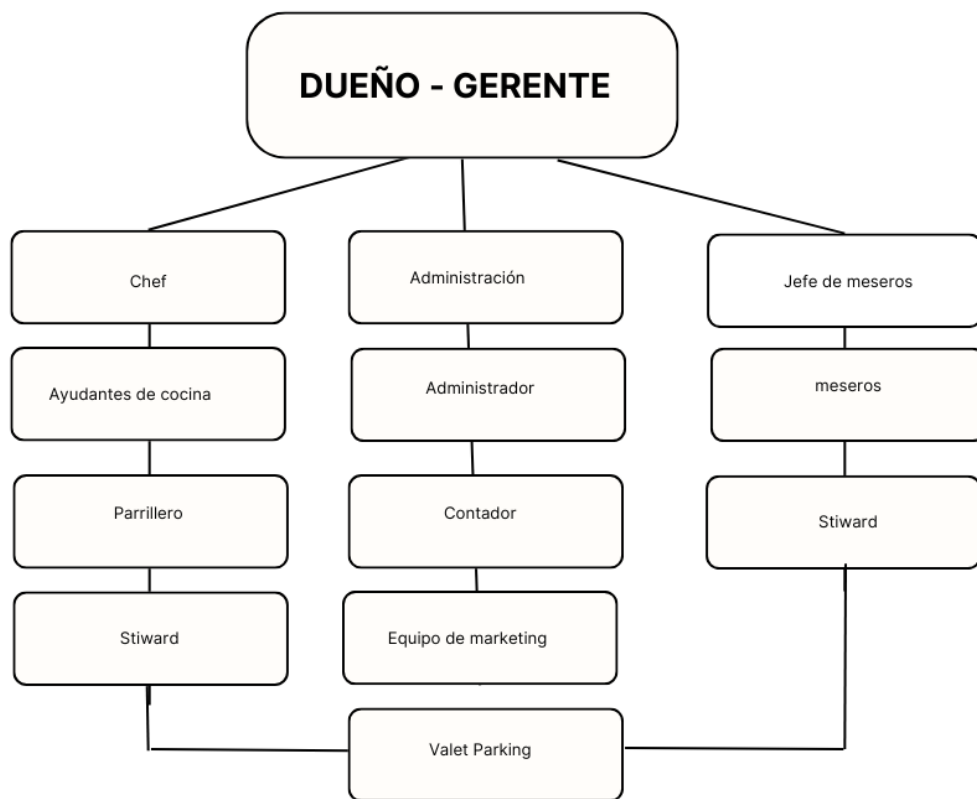 DUEÑO - GERENTE
Chef
Administración
Jefe de meseros
Ayudantes de cocina
Administrador
meseros
Parrillero
Contador
Stiward
Stiward
Equipo de marketing
Valet Parking